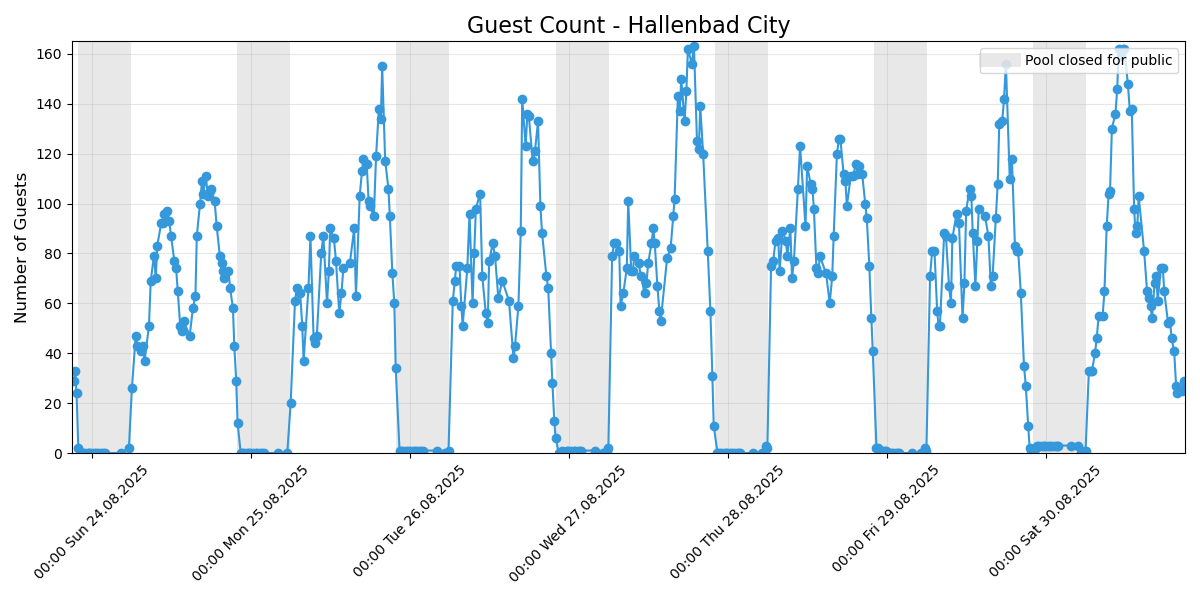 Guest Count - Hallenbad City
Pool closed for public
Number of Guests
160
140
120
100
80
60
40
20
0
00:00 Sun 24.08.2025
00:00 Mon 25.08.2025
00:00 Tue 26.08.2025
00:00 Wed 27.08.2025
00:00 Thu 28.08.2025
00:00 Fri 29.08.2025
00:00 Sat 30.08.2025